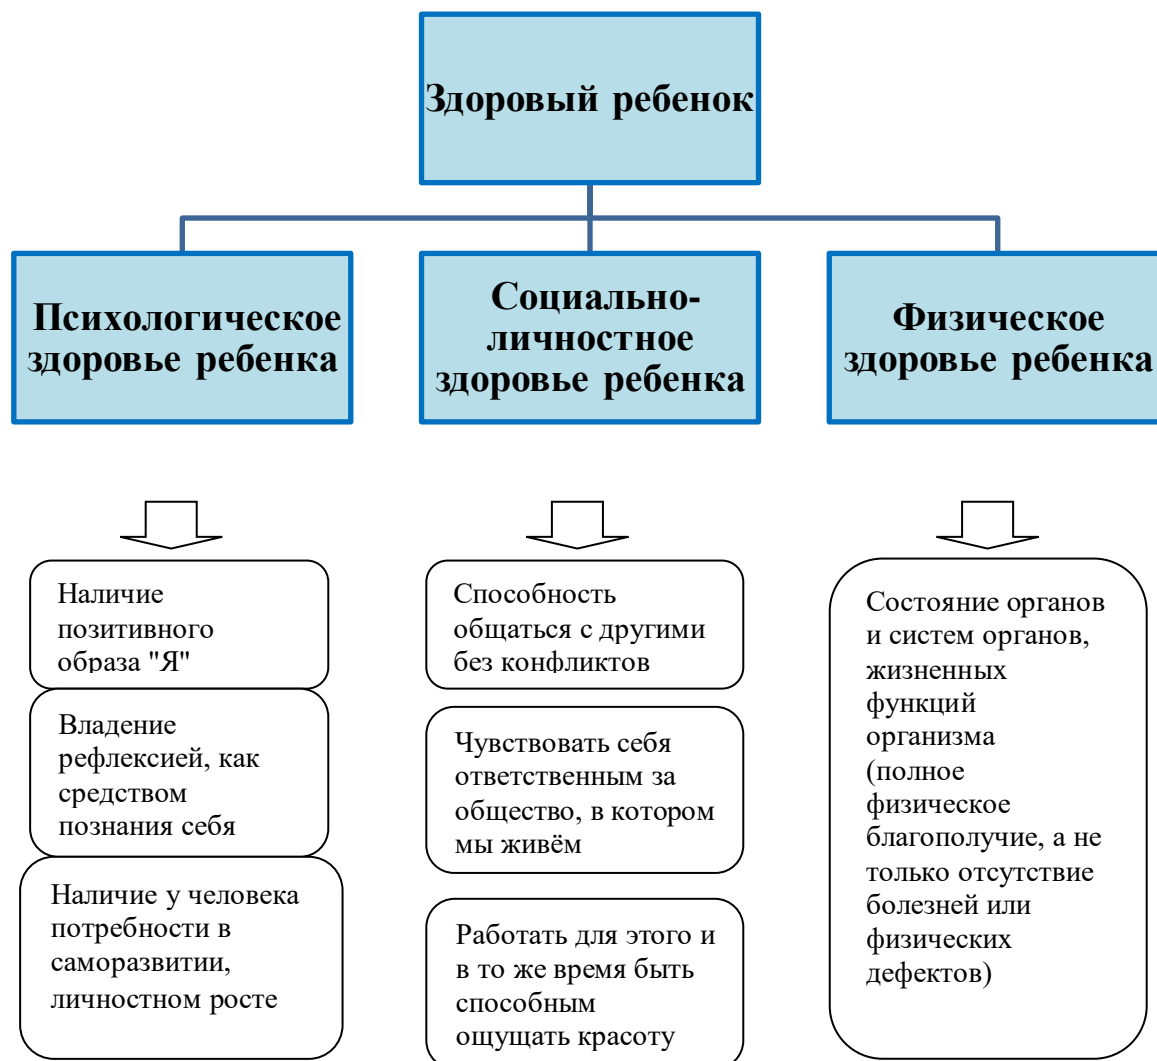 Здоровый ребенок
Психологическое
здоровье ребенка
Социально-
личностное
здоровье ребенка
Физическое
здоровье ребенка
Наличие
позитивного
образа "Я"
Владение
рефлексией, как
средством
познания себя
Наличие у человека
потребности в
саморазвитии,
личностном росте
Способность
общаться с другими
без конфликтов
Чувствовать себя
ответственным за
общество, в котором
мы живём
Работать для этого и
в то же время быть
способным
ощущать красоту
Состояние органов
и систем органов,
жизненных
функций
организма
(полное
физическое
благополучие, а не
только отсутствие
болезней или
физических
дефектов)